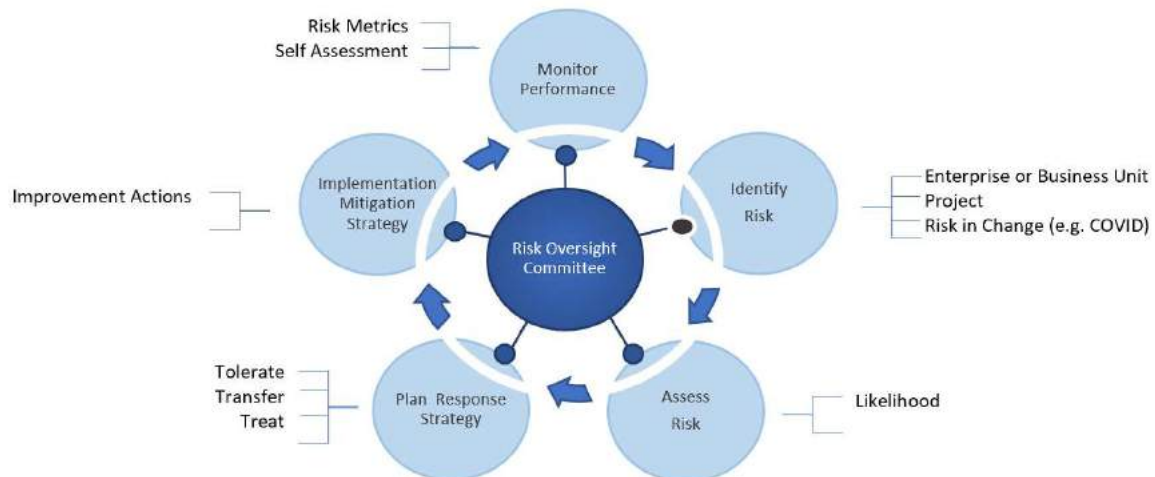 Risk Metrics
Self Assessment
Monitor
Performance
Identify
Risk
Enterprise or Business Unit
Project
Risk in Change (e.g. COVID)
Assess
Risk
Likelihood
Plan Response
Strategy
Tolerate
Transfer
Treat
Implementation
Mitigation
Strategy
Improvement Actions
Risk Oversight
Committee